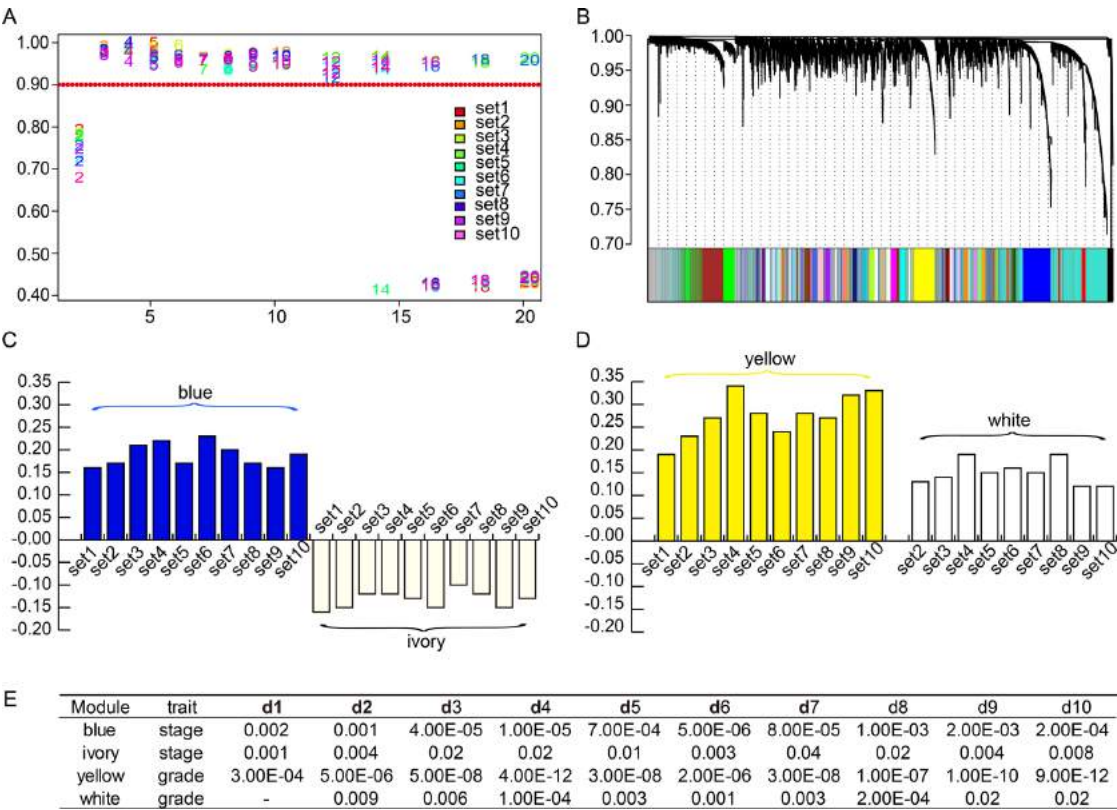 A
1.00
0.90
0.80
0.70
0.60
0.50
0.40
5
10
15
20
set1
set2
set3
set4
set5
set6
set7
set8
set9
set10
B
1.00
0.95
0.90
0.85
0.80
0.75
0.70
C
0.35
0.30
0.25
0.20
0.15
0.10
0.05
-0.00
-0.05
-0.10
-0.15
-0.20
blue
set1 set2 set3 set4 set5 set6 set7 set8 set9 set10
set1 set2 set3 set4 set5 set6 set7 set8 set9 set10
ivory
D
0.35
0.30
0.25
0.20
0.15
0.10
0.05
-0.00
-0.05
-0.10
-0.15
-0.20
yellow
white
set1 set2 set3 set4 set5 set6 set7 set8 set9 set10
set2 set3 set4 set5 set6 set7 set8 set9 set10
E
Module trait d1 d2 d3 d4 d5 d6 d7 d8 d9 d10
blue stage 0.002 0.001 4.00E-05 1.00E-05 7.00E-04 5.00E-06 8.00E-05 1.00E-03 2.00E-03 2.00E-04
ivory stage 0.001 0.004 0.02 0.02 0.01 0.003 0.04 0.02 0.004 0.008
yellow grade 3.00E-04 5.00E-06 5.00E-08 4.00E-12 3.00E-08 2.00E-06 3.00E-08 1.00E-07 1.00E-10 9.00E-12
white grade - 0.009 0.006 1.00E-04 0.003 0.001 0.003 2.00E-04 0.02 0.02